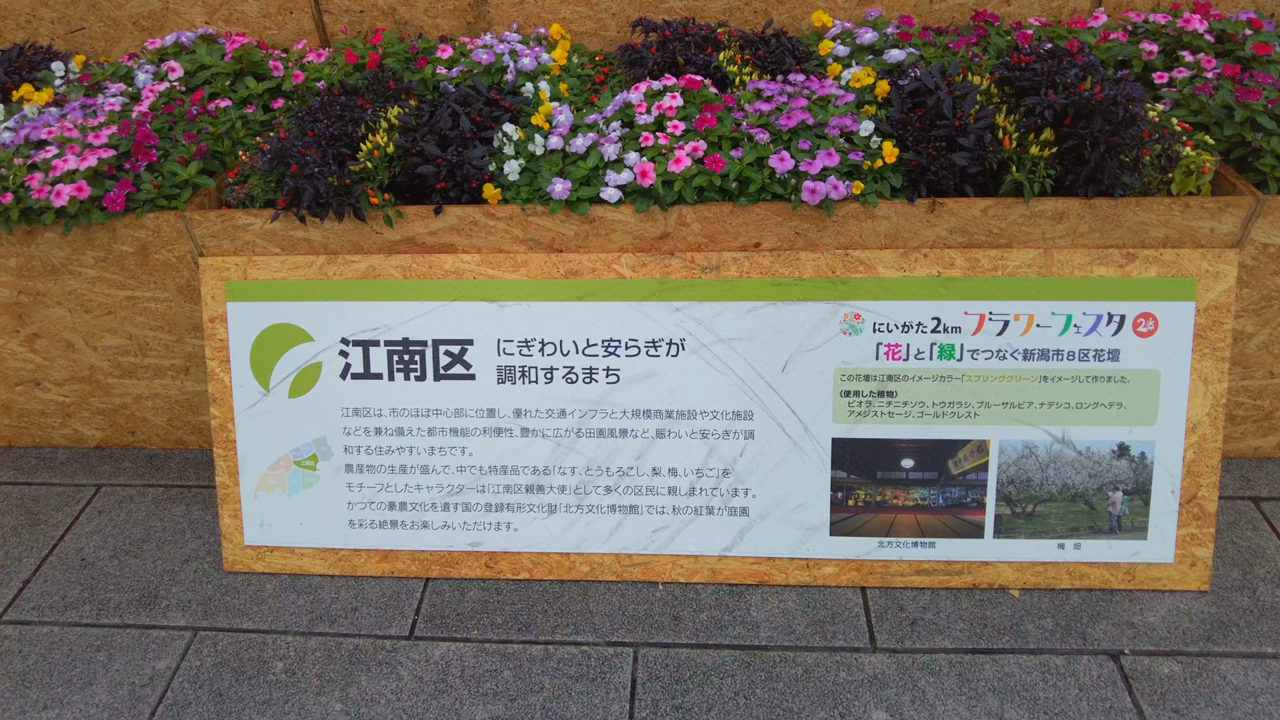 江南区
にぎわいと安らぎが
調和するまち
江南区は、市のほぼ中心部に位置し、優れた交通インフラと大規模商業施設や文化施設
などを兼ね備えた都市機能の利便性、豊かに広がる田園風景など、賑わいと安らぎが調
和する住みやすいまちです。
農産物の生産が盛んで、中でも特産品である「なす、とうもろこし、梨、梅、いちご」を
モチーフとしたキャラクターは「江南区親善大使」として多くの区民に親しまれています。
かつての豪農文化を遺す国の登録有形文化財「北方文化博物館」では、秋の紅葉が庭園
を彩る絶景をお楽しみいただけます。
江南区
にいがた2km フラワーフェスタ 2km
「花」と「緑」でつなぐ新潟市8区花壇
この花壇は江南区のイメージカラー「スプリンググリーン」をイメージして作りました。
〈使用した植物〉
ビオラ、ニチニチソウ、トウガラシ、ブルーサルビア、ナデシコ、ロングヘデラ、
アメジストセージ、ゴールドクレスト
北方文化博物館
梅 畑